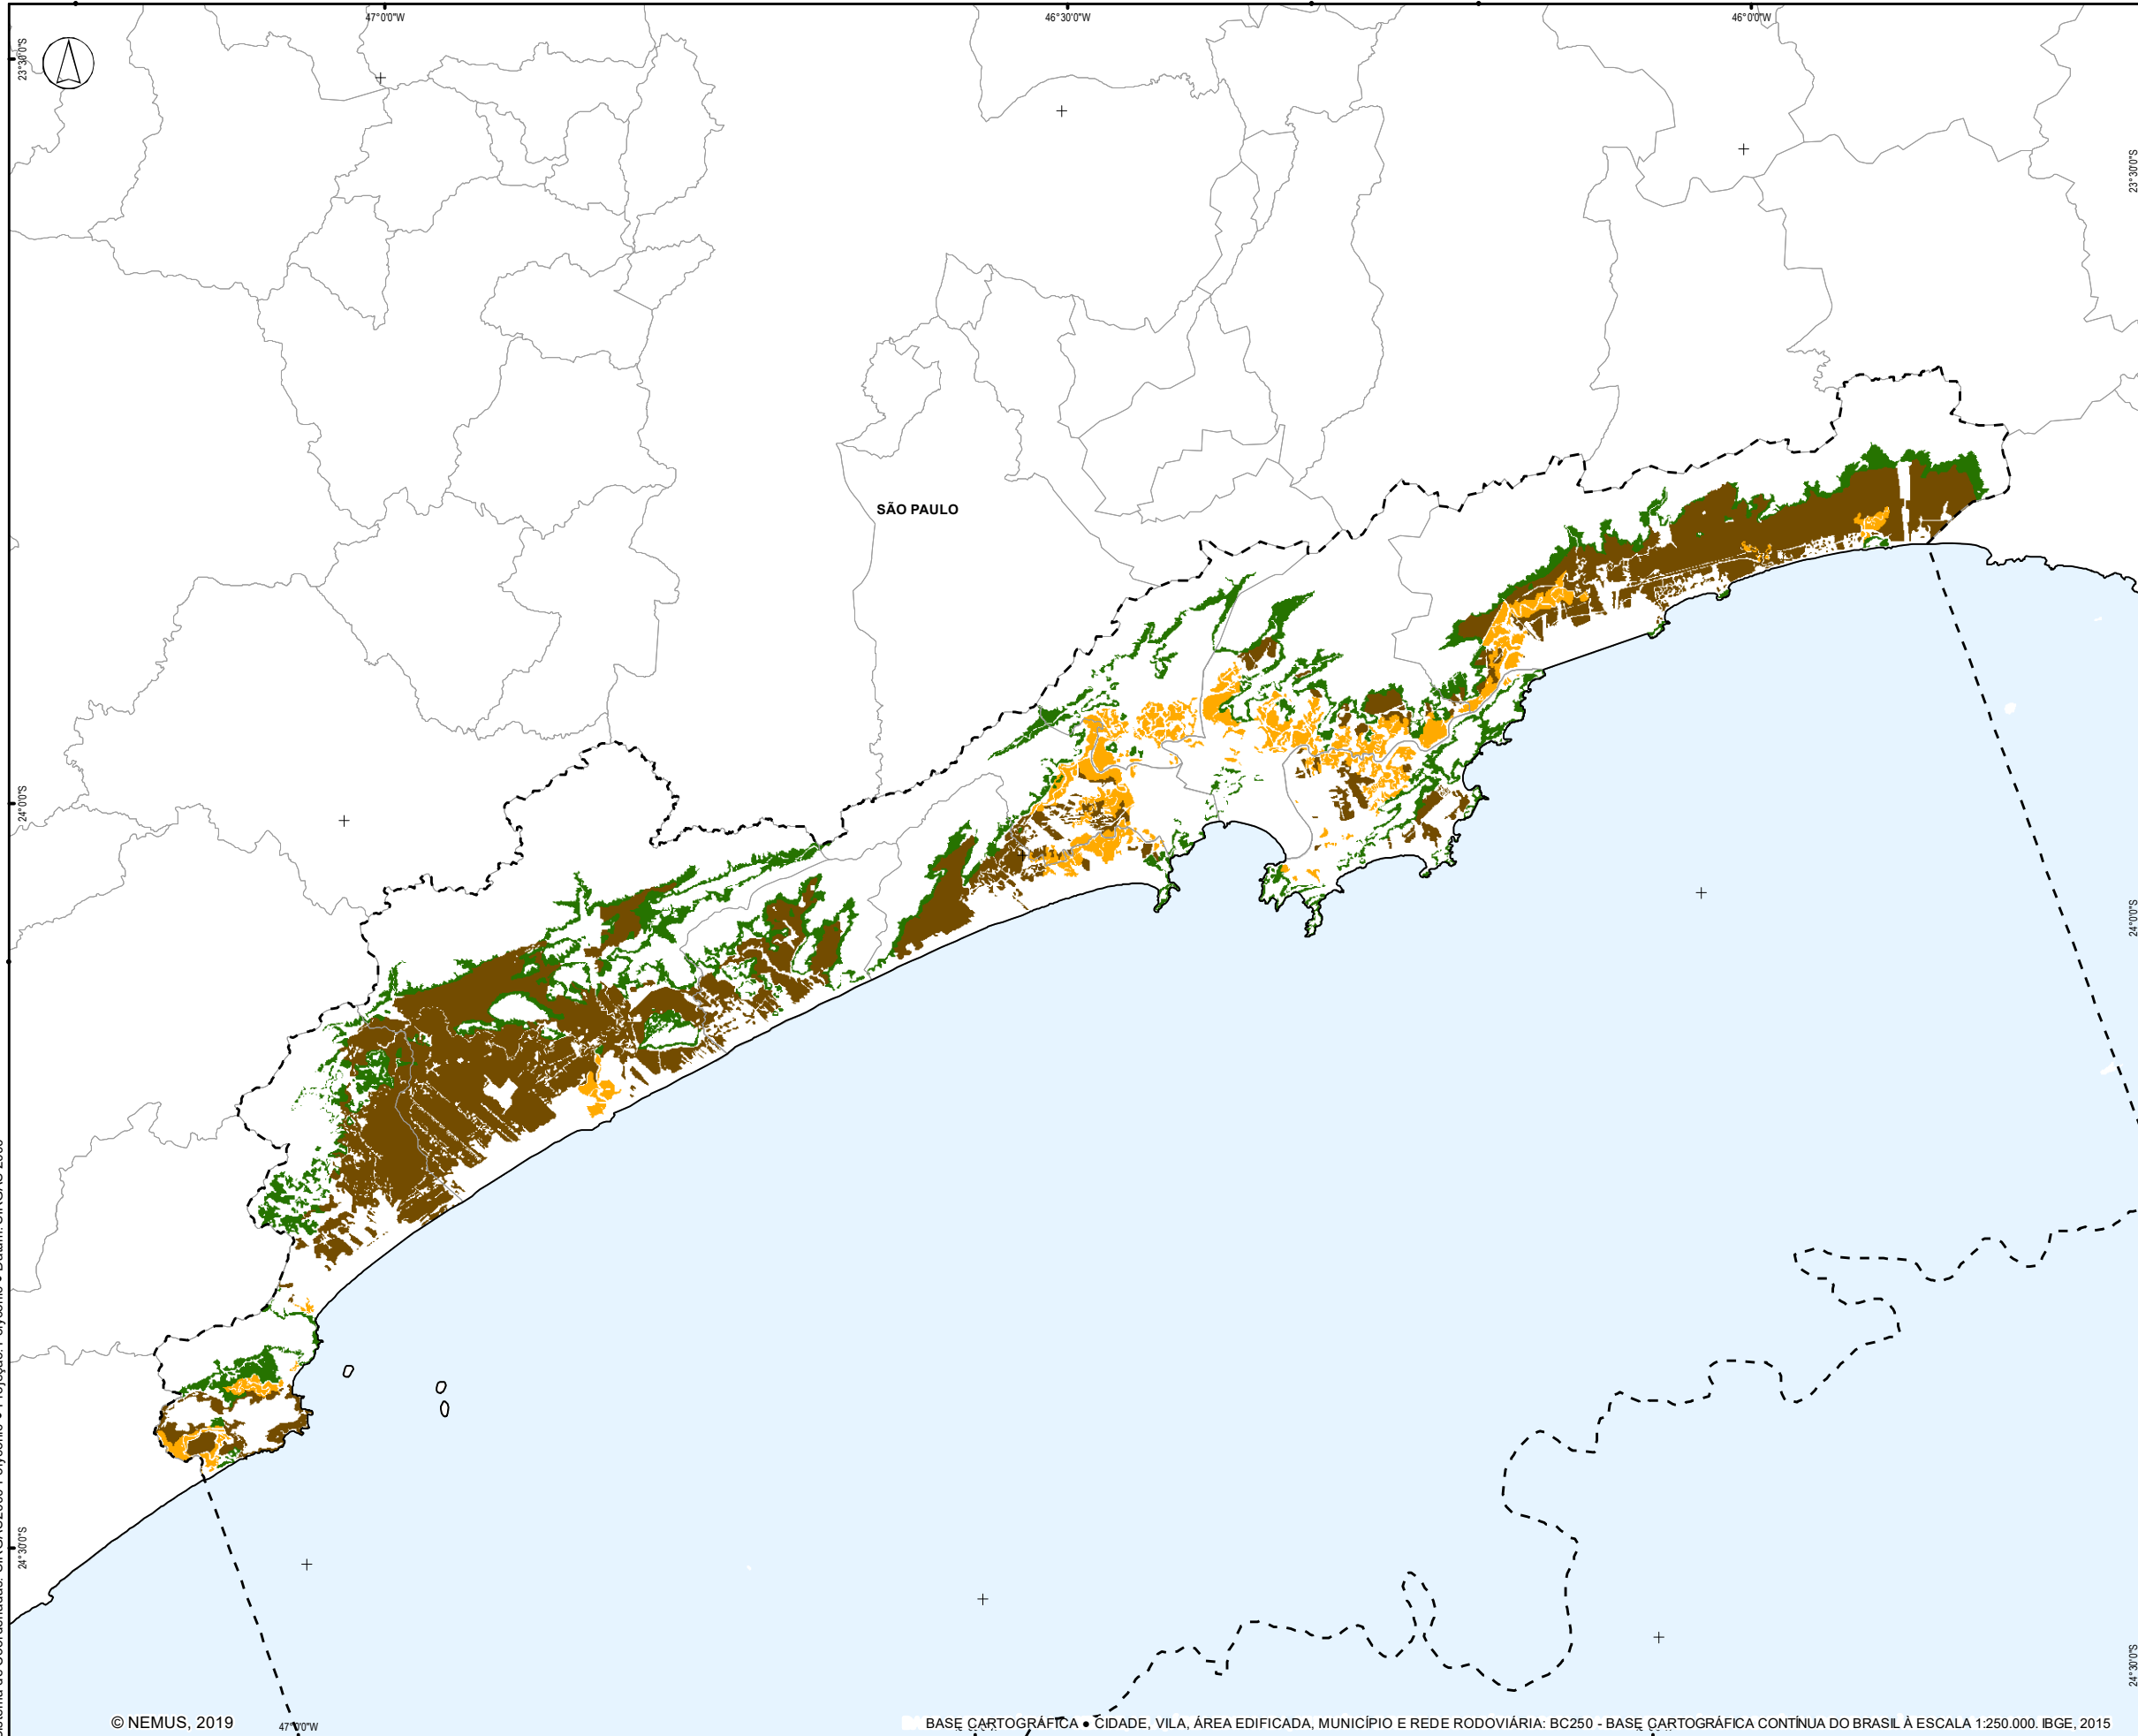 47°0'0"W
46°30'0"W
46°0'0"W
23°30'0"S
23°30'0"S
SÃO PAULO
24°0'0"S
24°0'0"S
24°30'0"S
24°30'0"S
© NEMUS, 2019
47°0'0"W
BASE CARTOGRÁFICA ● CIDADE, VILA, ÁREA EDIFICADA, MUNICÍPIO E REDE RODOVIÁRIA: BC250 - BASE CARTOGRÁFICA CONTÍNUA DO BRASIL À ESCALA 1:250.000. IBGE, 2015